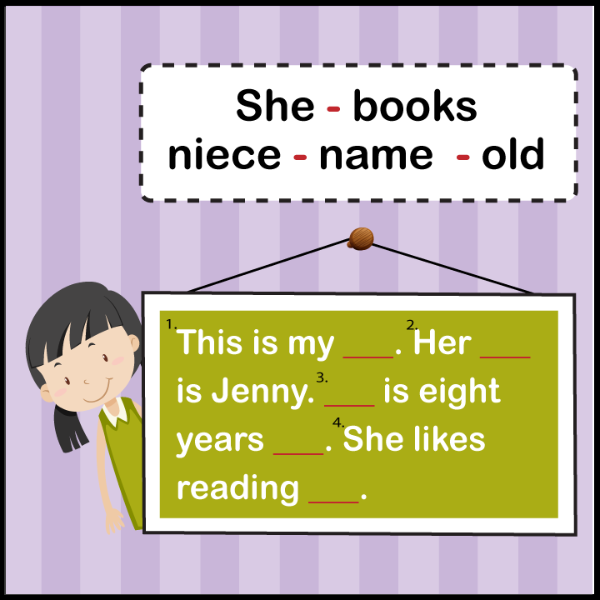 She - books
niece - name - old
1. This is my ___. 2. Her ___
is Jenny. 3. ___ is eight
years ___. 4. She likes
reading ___.